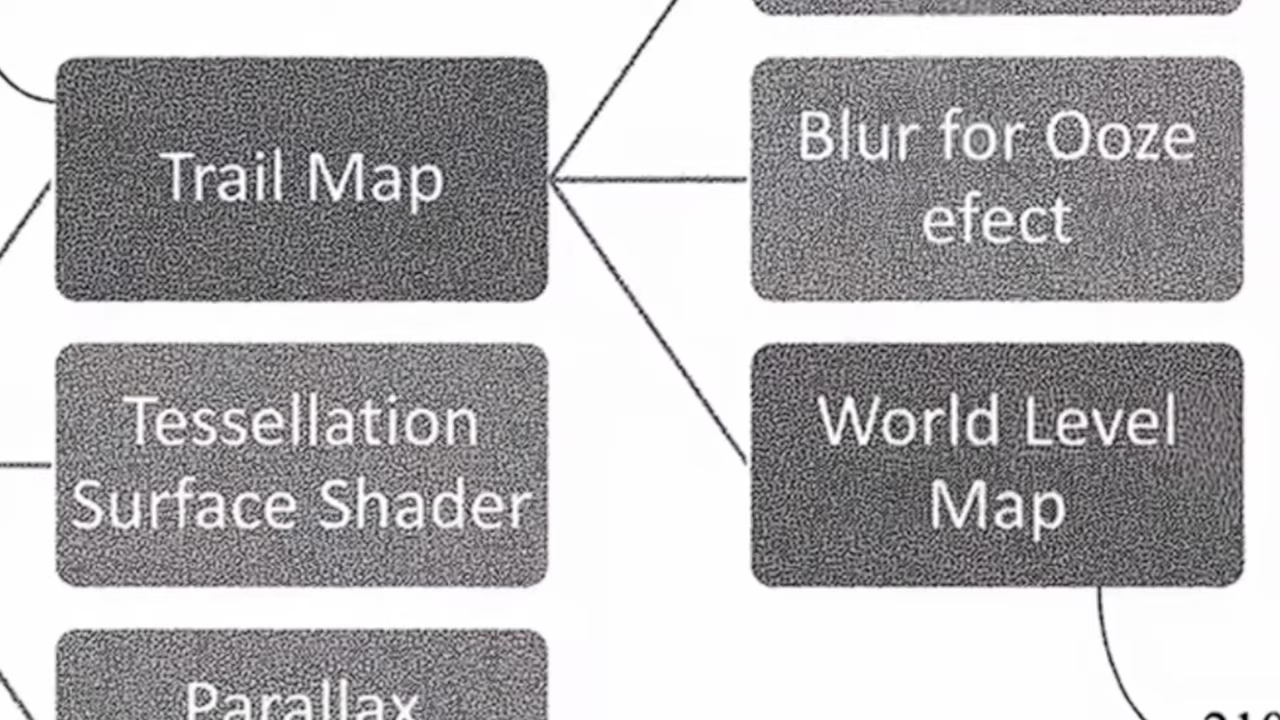 Trail Map
Blur for Ooze
efect
Tessellation
Surface Shader
World Level
Map
Parallax